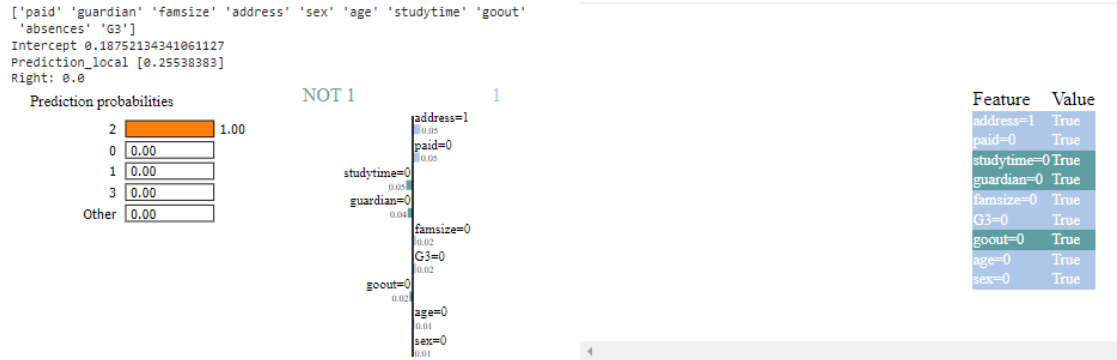 ['paid' 'guardian' 'famsize' 'address' 'sex' 'age' 'studytime' 'goout'
'absences' 'G3']
Intercept 0.18752134341061127
Prediction_local [0.25538383]
Right: 0.0
Prediction probabilities
2 1.00
0 0.00
1 0.00
3 0.00
Other 0.00
NOT 1 1
address=1
0.05
paid=0
0.05
studytime=0
0.05
guardian=0
0.04
famsize=0
0.02
G3=0
0.02
goout=0
0.02
age=0
0.01
sex=0
0.01
Feature Value
address=1 True
paid=0 True
studytime=0 True
guardian=0 True
famsize=0 True
G3=0 True
goout=0 True
age=0 True
sex=0 True